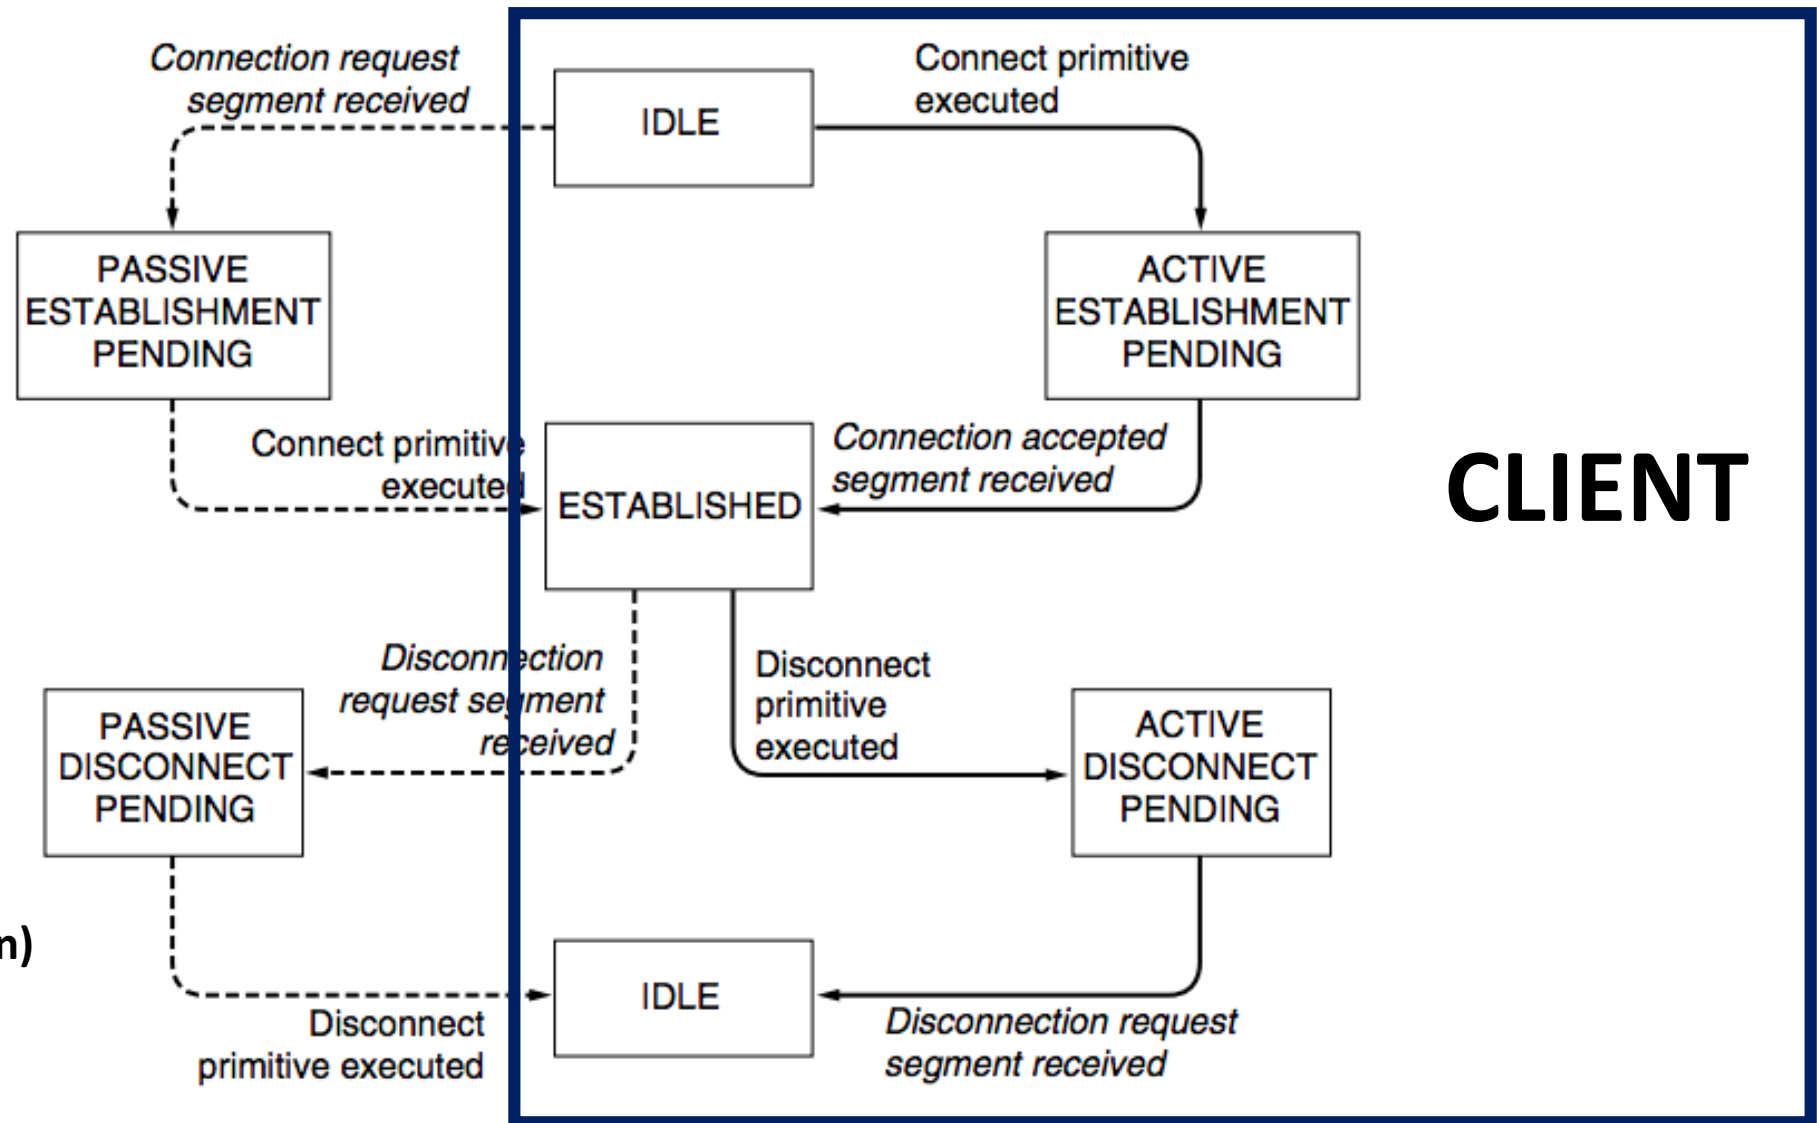 Connection request
segment received
IDLE
Connect primitive
executed
PASSIVE
ESTABLISHMENT
PENDING
ACTIVE
ESTABLISHMENT
PENDING
Connect primitive
executed
ESTABLISHED
Connection accepted
segment received
CLIENT
Disconnection
request segment
received
Disconnect
primitive
executed
PASSIVE
DISCONNECT
PENDING
ACTIVE
DISCONNECT
PENDING
n)
IDLE
Disconnect
primitive executed
Disconnection request
segment received